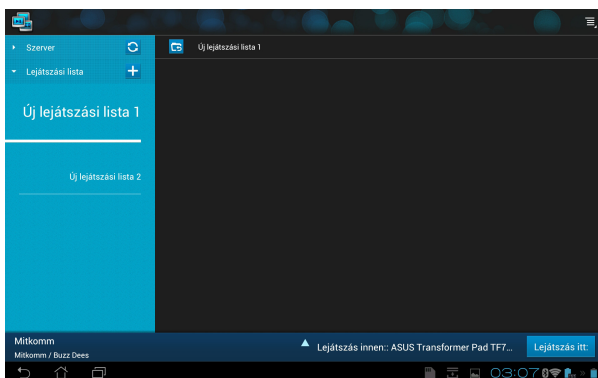 Szerver
Új lejátszási lista 1
Lejátszási lista
Új lejátszási lista 1
Új lejátszási lista 2
Mitkomm
Mitkomm / Buzz Dees
Lejátszás innen:: ASUS Transformer Pad TF7...
Lejátszás itt:
03:07